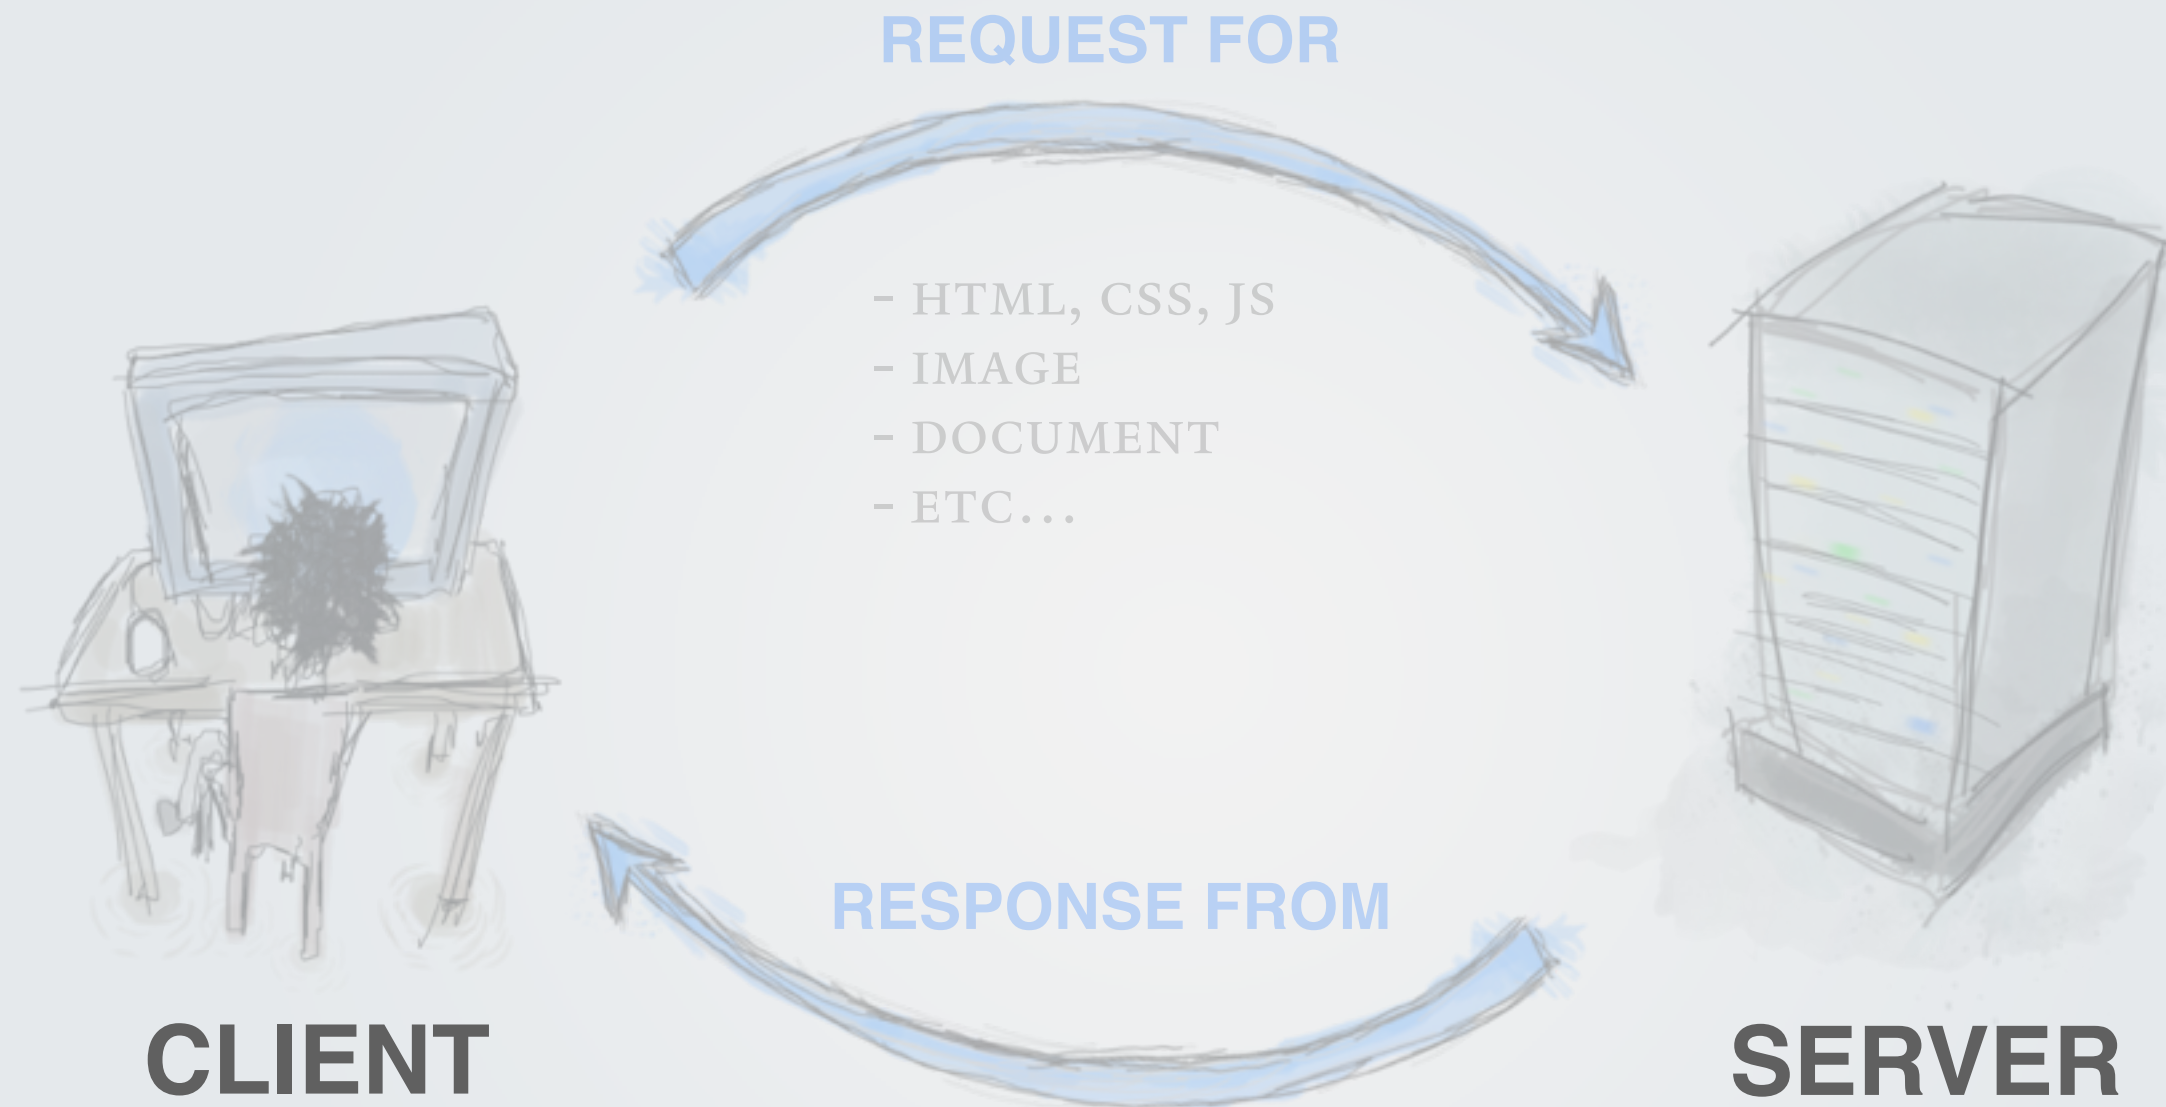 REQUEST FOR
- HTML, CSS, JS
- IMAGE
- DOCUMENT
- ETC...
RESPONSE FROM
CLIENT
SERVER